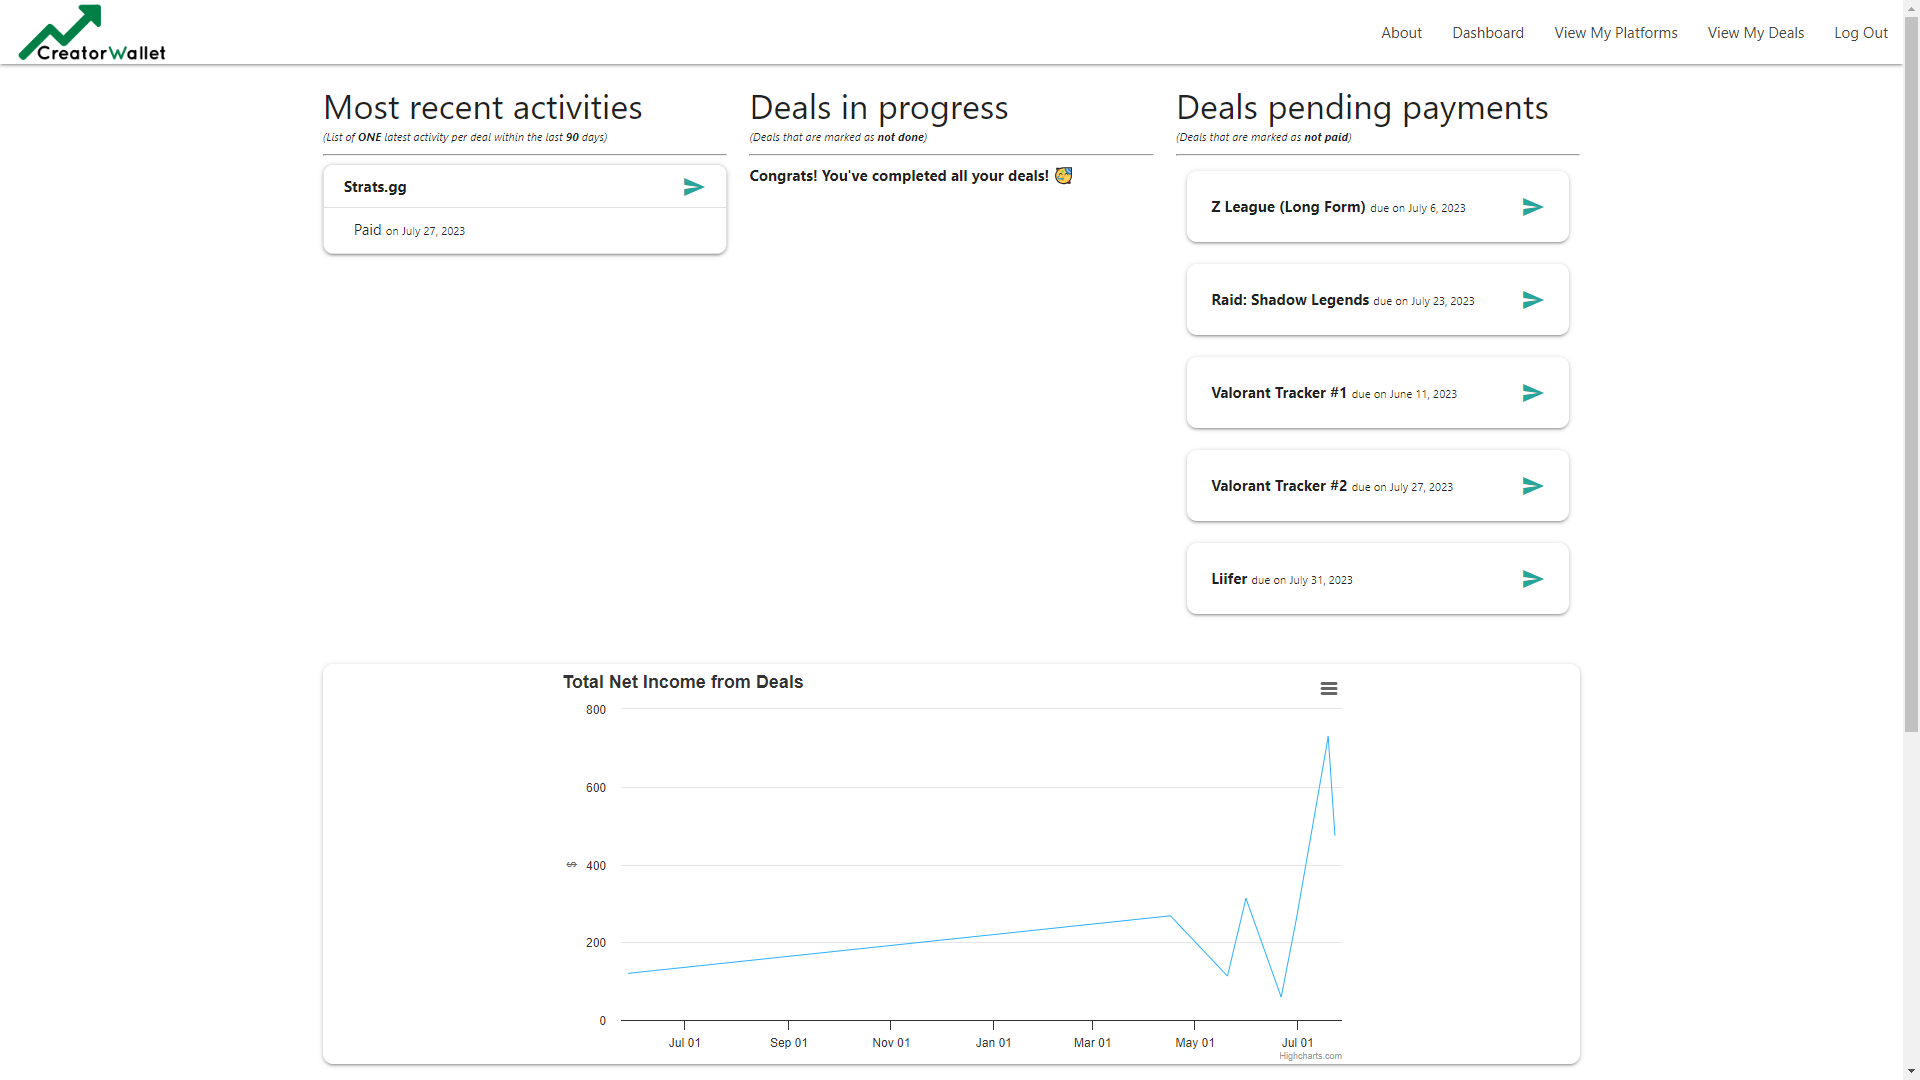 CreatorWallet
About
Dashboard
View My Platforms
View My Deals
Log Out
Most recent activities
(List of ONE latest activity per deal within the last 90 days)
Strats.gg
Paid on July 27, 2023
Deals in progress
(Deals that are marked as not done)
Congrats! You've completed all your deals! 🥳
Deals pending payments
(Deals that are marked as not paid)
Z League (Long Form) due on July 6, 2023
Raid: Shadow Legends due on July 23, 2023
Valorant Tracker #1 due on June 11, 2023
Valorant Tracker #2 due on July 27, 2023
Liifer due on July 31, 2023
Total Net Income from Deals
800
600
$
400
200
0
Jul 01
Sep 01
Nov 01
Jan 01
Mar 01
May 01
Jul 01
Highcharts.com